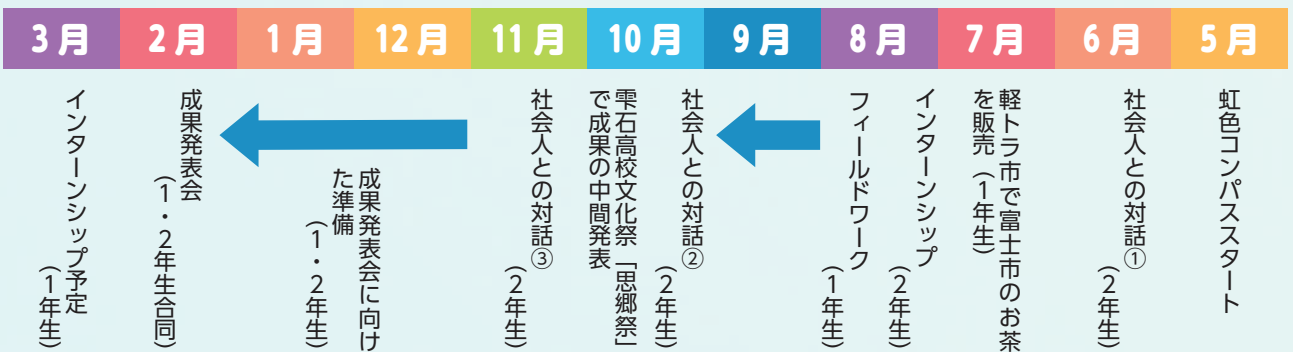 5月
6月
7月
8月
9月
10月
11月
12月
1月
2月
3月
虹色コンパススタート
社会人との対話①
（2年生）
軽トラ市で富士市のお茶
を販売（1年生）
インターンシップ
（2年生）
フィールドワーク
（1年生）
社会人との対話②
（2年生）
雫石高校文化祭「思郷祭」
で成果の中間発表
社会人との対話③
（2年生）
成果発表会に向け
た準備
（1・2年生）
成果発表会
（1・2年生合同）
インターンシップ予定
（1年生）